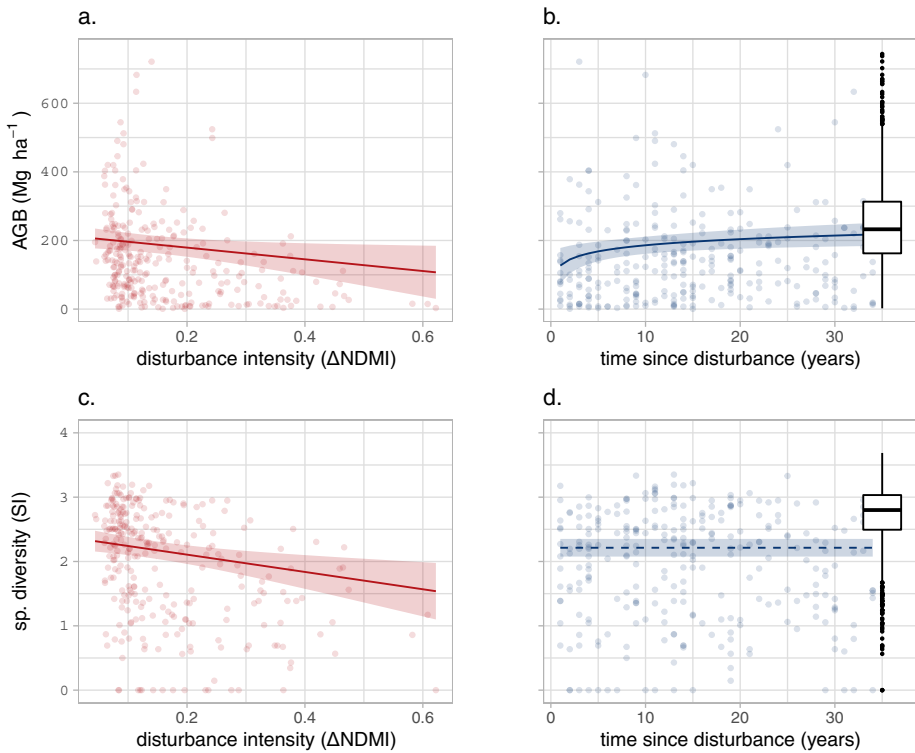 a.
b.
AGB (Mg ha⁻¹)
600
400
200
0
0.2 0.4 0.6
disturbance intensity (ΔNDMI)
0 10 20 30
time since disturbance (years)
c.
d.
sp. diversity (SI)
4
3
2
1
0
0.2 0.4 0.6
disturbance intensity (ΔNDMI)
0 10 20 30
time since disturbance (years)